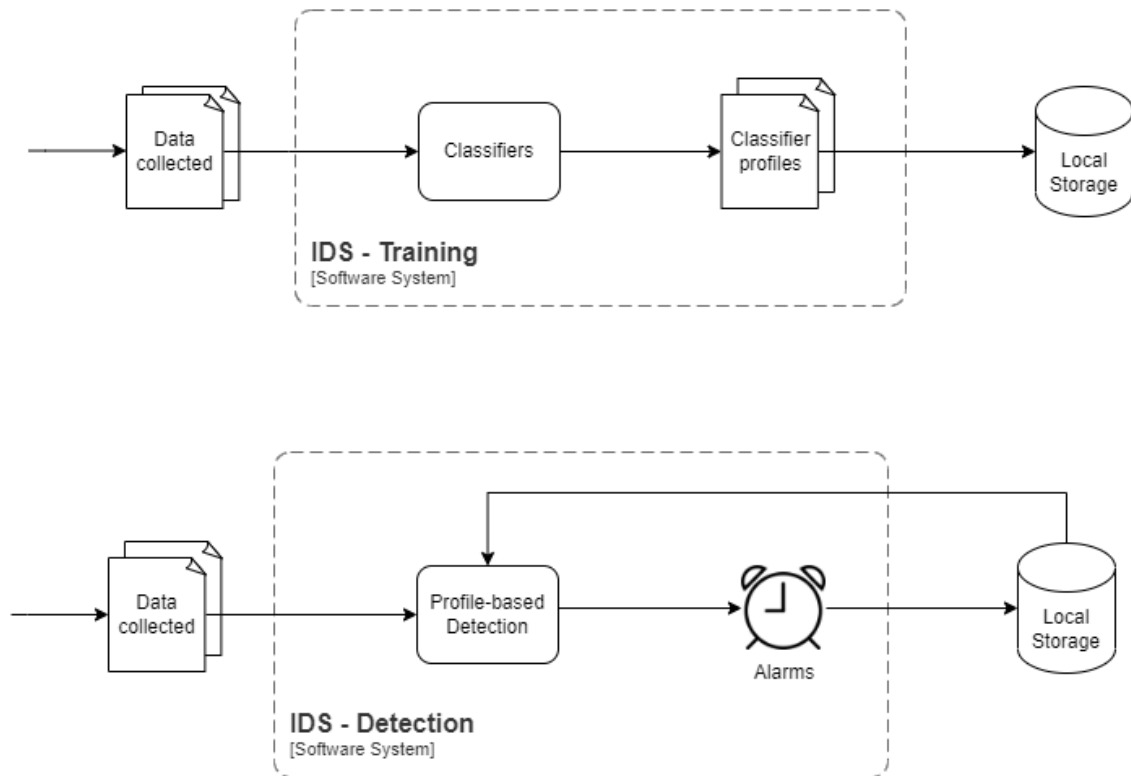 Data
collected
Classifiers
Classifier
profiles
Local
Storage
IDS - Training
[Software System]
Data
collected
Profile-based
Detection
Alarms
Local
Storage
IDS - Detection
[Software System]